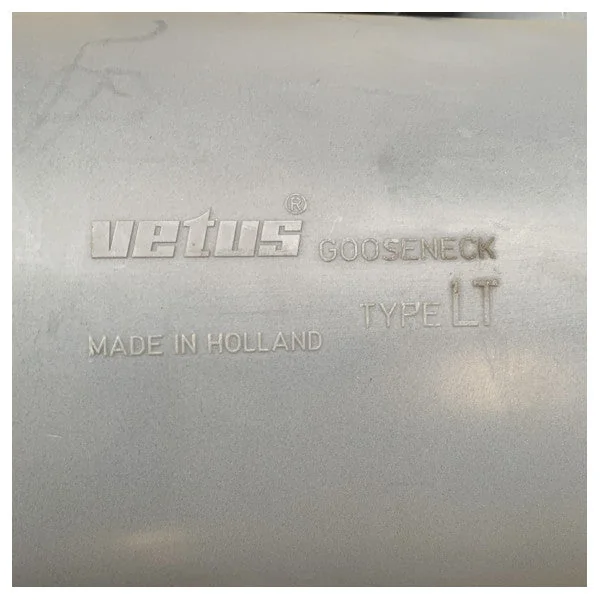 vetus® GOOSENECK
TYPE LT
MADE IN HOLLAND